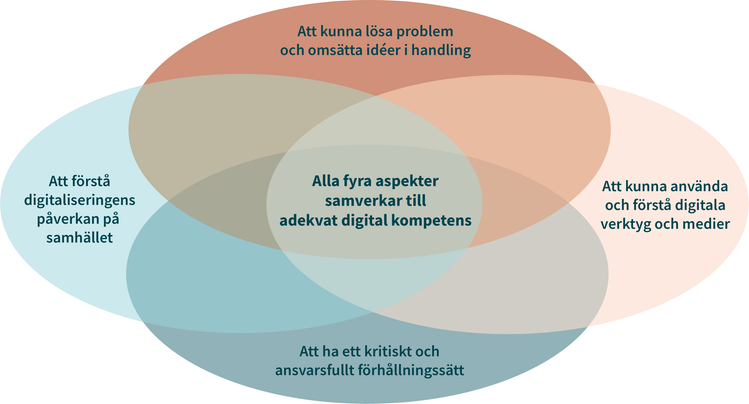 Att kunna lösa problem
och omsätta idéer i handling
Att förstå
digitaliseringens
påverkan på
samhället
Alla fyra aspekter
samverkar till
adekvat digital kompetens
Att kunna använda
och förstå digitala
verktyg och medier
Att ha ett kritiskt och
ansvarsfullt förhållningssätt